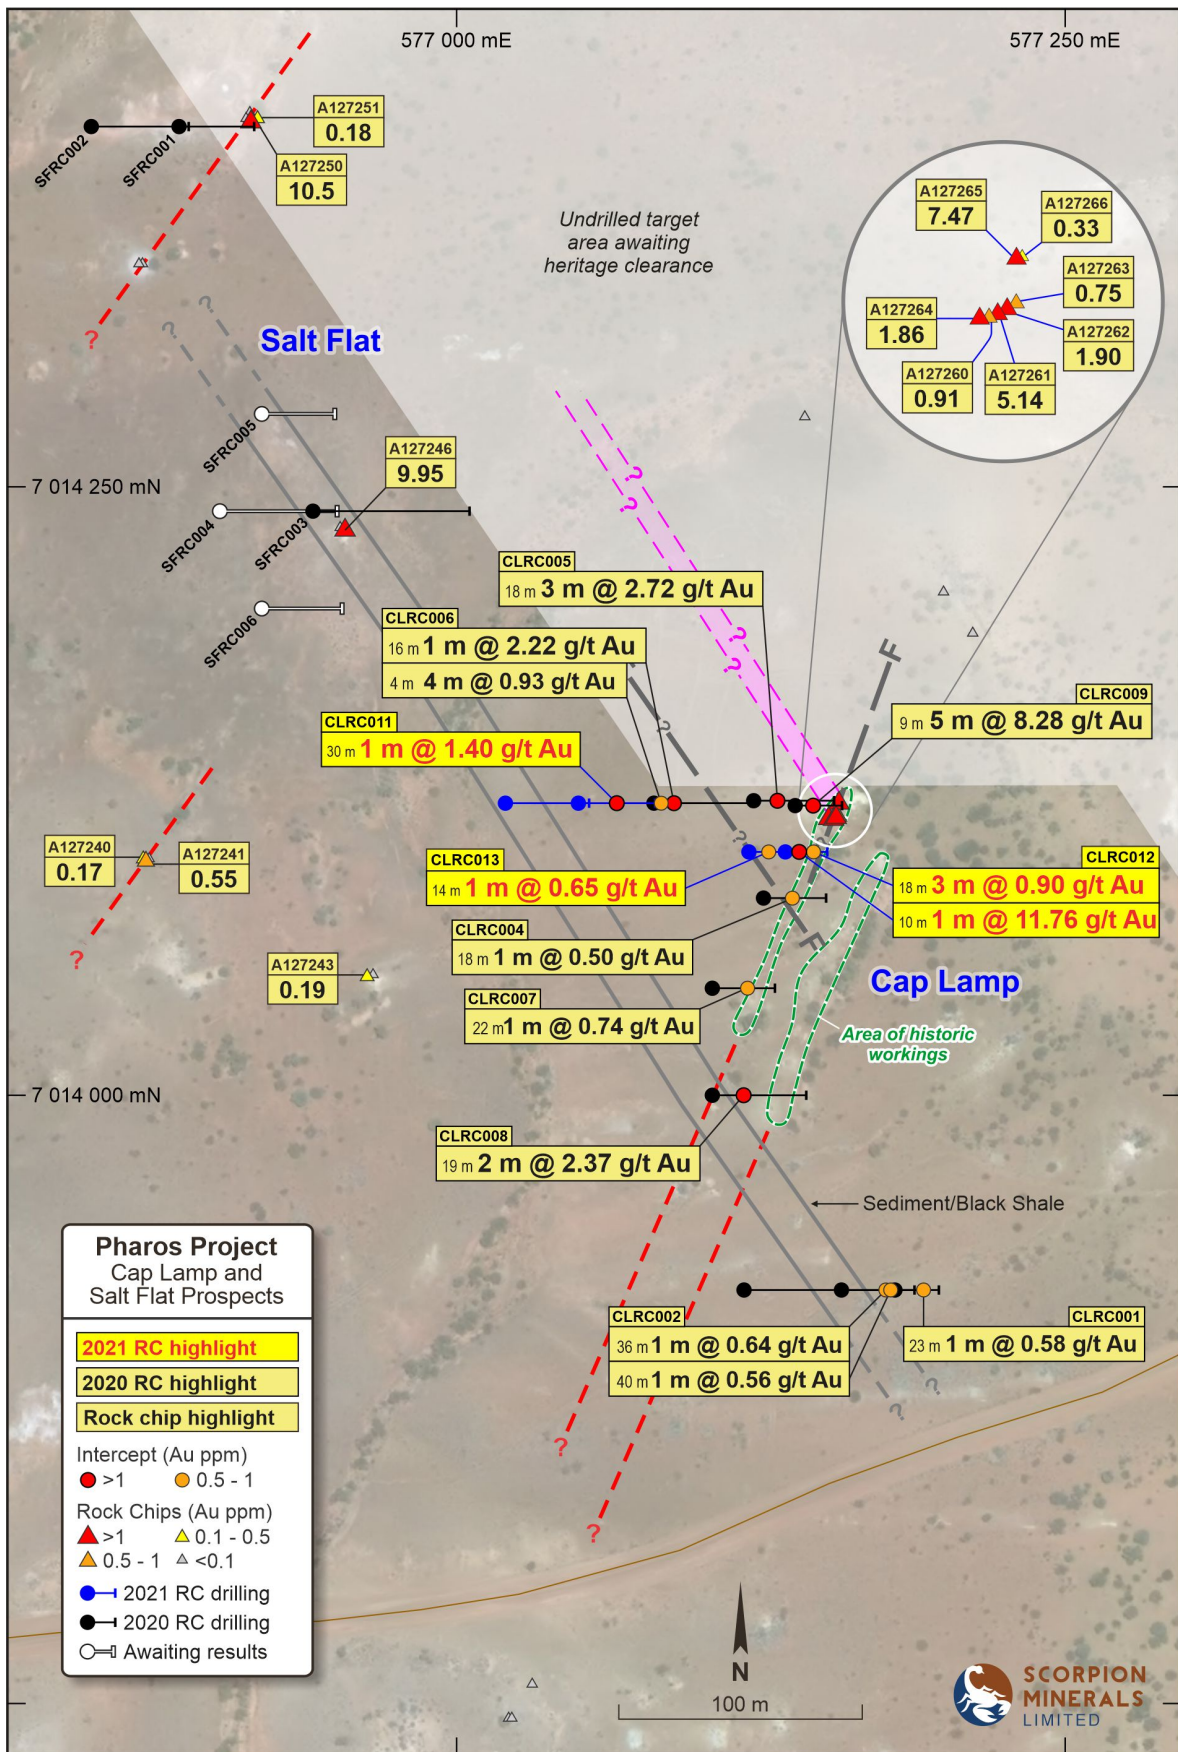 577 000 mE
577 250 mE
A127251
0.18
SFRC002
SFRC001
A127250
10.5
Undrilled target
area awaiting
heritage clearance
A127265
7.47
A127266
0.33
A127263
0.75
A127264
1.86
A127262
1.90
A127260
0.91
A127261
5.14
?
?
?
Salt Flat
SFRC005
A127246
9.95
7 014 250 mN
SFRC004
SFRC003
?
?
CLRC005
18 m 3 m @ 2.72 g/t Au
SFRC006
CLRC006
16 m 1 m @ 2.22 g/t Au
4 m 4 m @ 0.93 g/t Au
?
?
F
CLRC009
9 m 5 m @ 8.28 g/t Au
CLRC011
30 m 1 m @ 1.40 g/t Au
?
?
?
A127240
0.17
A127241
0.55
CLRC013
14 m 1 m @ 0.65 g/t Au
CLRC012
18 m 3 m @ 0.90 g/t Au
10 m 1 m @ 11.76 g/t Au
CLRC004
18 m 1 m @ 0.50 g/t Au
F
?
A127243
0.19
Cap Lamp
CLRC007
22 m 1 m @ 0.74 g/t Au
Area of historic
workings
7 014 000 mN
CLRC008
19 m 2 m @ 2.37 g/t Au
Sediment/Black Shale
Pharos Project
Cap Lamp and
Salt Flat Prospects
2021 RC highlight
2020 RC highlight
Rock chip highlight
Intercept (Au ppm)
>1
0.5 - 1
Rock Chips (Au ppm)
>1
0.1 - 0.5
0.5 - 1
<0.1
2021 RC drilling
2020 RC drilling
Awaiting results
CLRC002
36 m 1 m @ 0.64 g/t Au
40 m 1 m @ 0.56 g/t Au
CLRC001
23 m 1 m @ 0.58 g/t Au
?
?
?
?
N
100 m
SCORPION
MINERALS
LIMITED